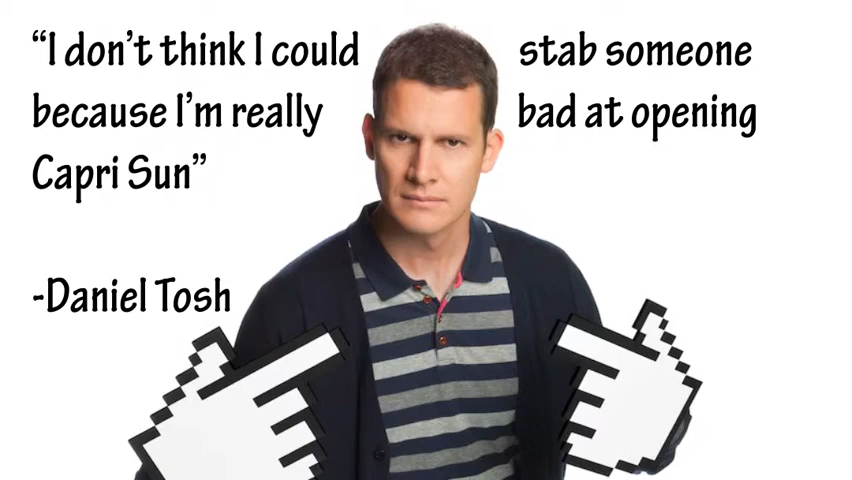 “I don’t think I could stab someone
because I’m really bad at opening
Capri Sun”
-Daniel Tosh